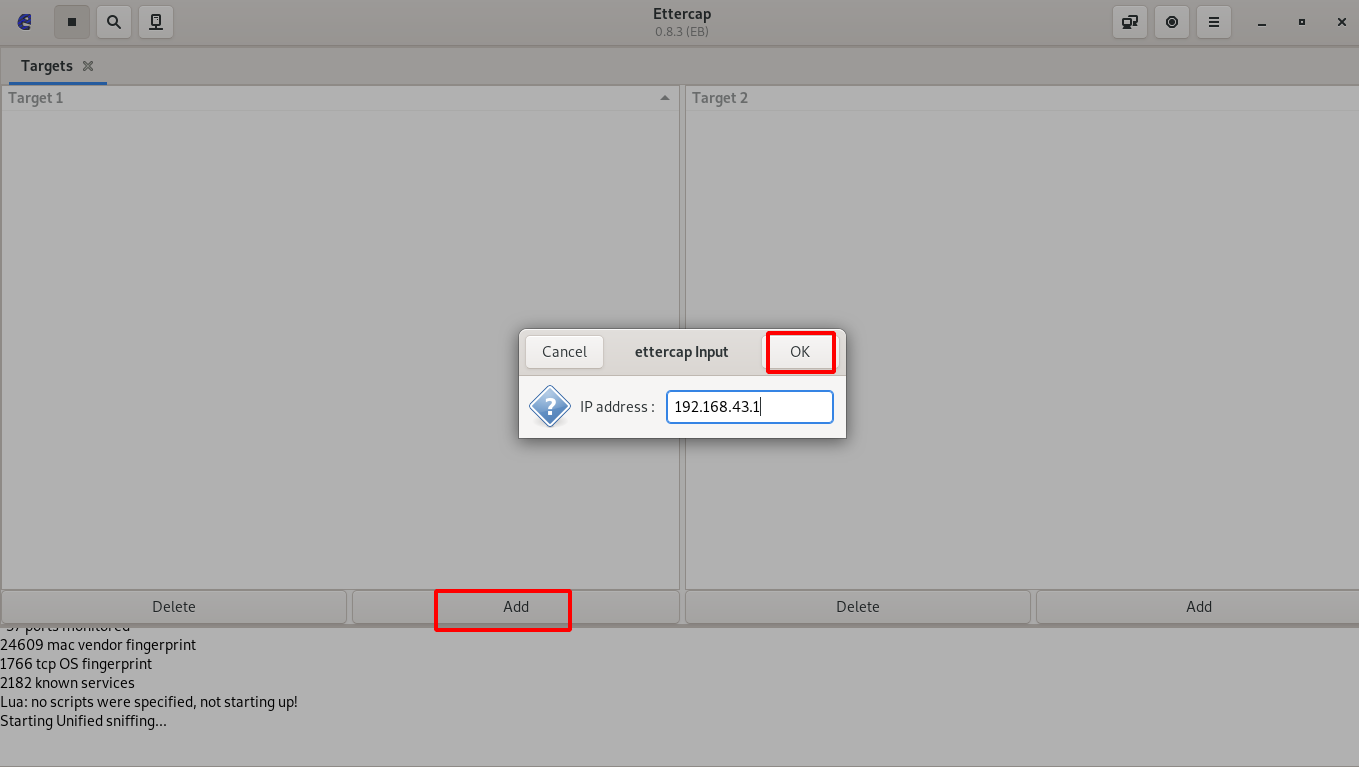 Ettercap
0.8.3 (EB)
Targets
Target 1
Target 2
Cancel
ettercap Input
OK
IP address :
192.168.43.1
Delete
Add
Delete
Add
ports monitored
24609 mac vendor fingerprint
1766 tcp OS fingerprint
2182 known services
Lua: no scripts were specified, not starting up!
Starting Unified sniffing...